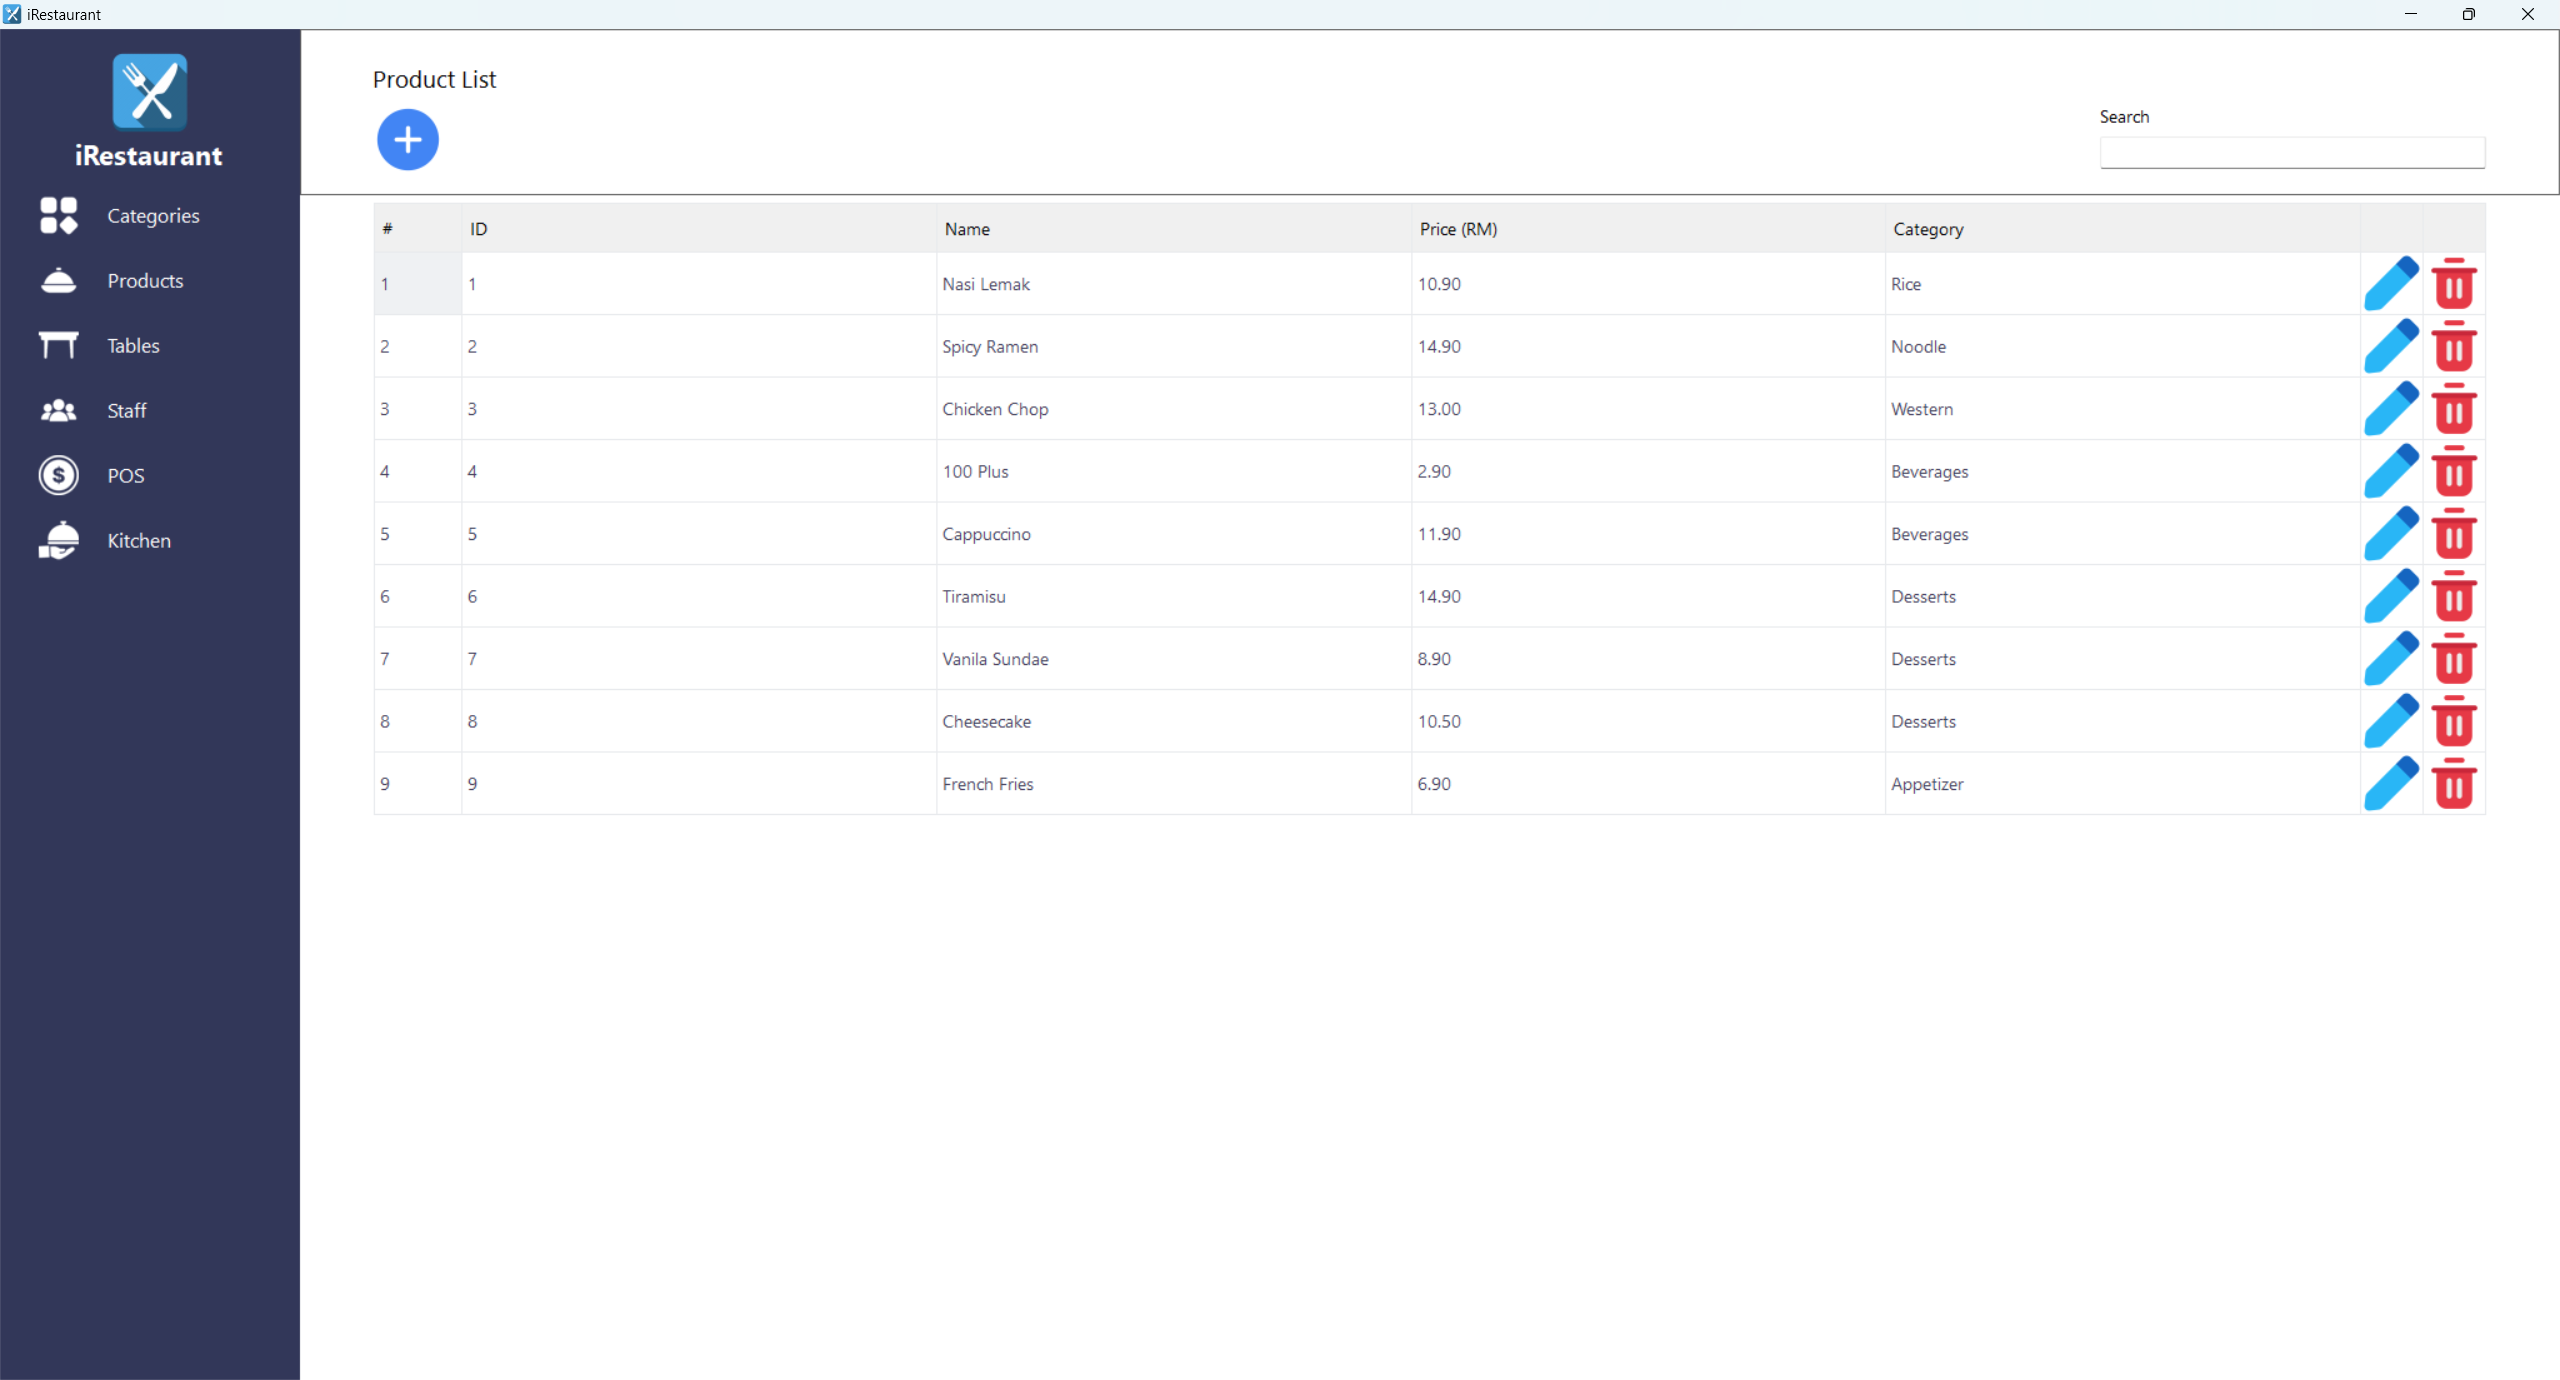 iRestaurant
iRestaurant
Categories
Products
Tables
Staff
POS
Kitchen
Product List
Search
# ID Name Price (RM) Category
1 1 Nasi Lemak 10.90 Rice
2 2 Spicy Ramen 14.90 Noodle
3 3 Chicken Chop 13.00 Western
4 4 100 Plus 2.90 Beverages
5 5 Cappuccino 11.90 Beverages
6 6 Tiramisu 14.90 Desserts
7 7 Vanila Sundae 8.90 Desserts
8 8 Cheesecake 10.50 Desserts
9 9 French Fries 6.90 Appetizer